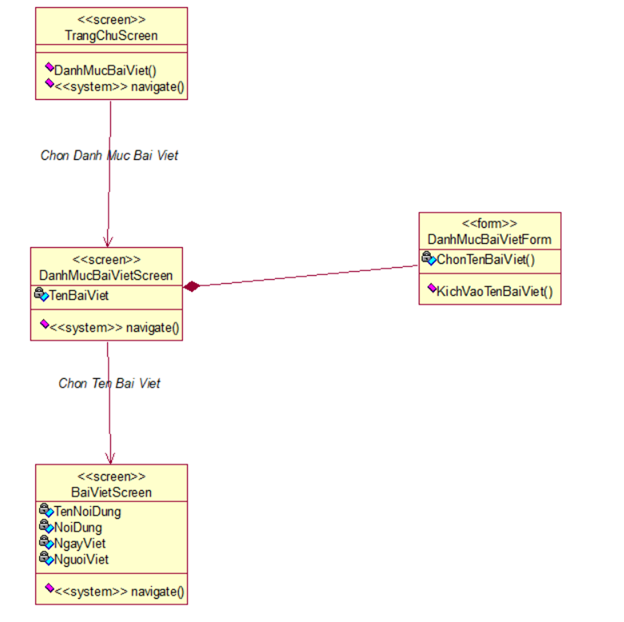 <<screen>>
TrangChuScreen
DanhMucBaiViet()
<<system>> navigate()
Chon Danh Muc Bai Viet
<<screen>>
DanhMucBaiVietScreen
TenBaiViet
<<system>> navigate()
<<form>>
DanhMucBaiVietForm
ChonTenBaiViet()
KichVaoTenBaiViet()
Chon Ten Bai Viet
<<screen>>
BaiVietScreen
TenNoiDung
NoiDung
NgayViet
NguoiViet
<<system>> navigate()